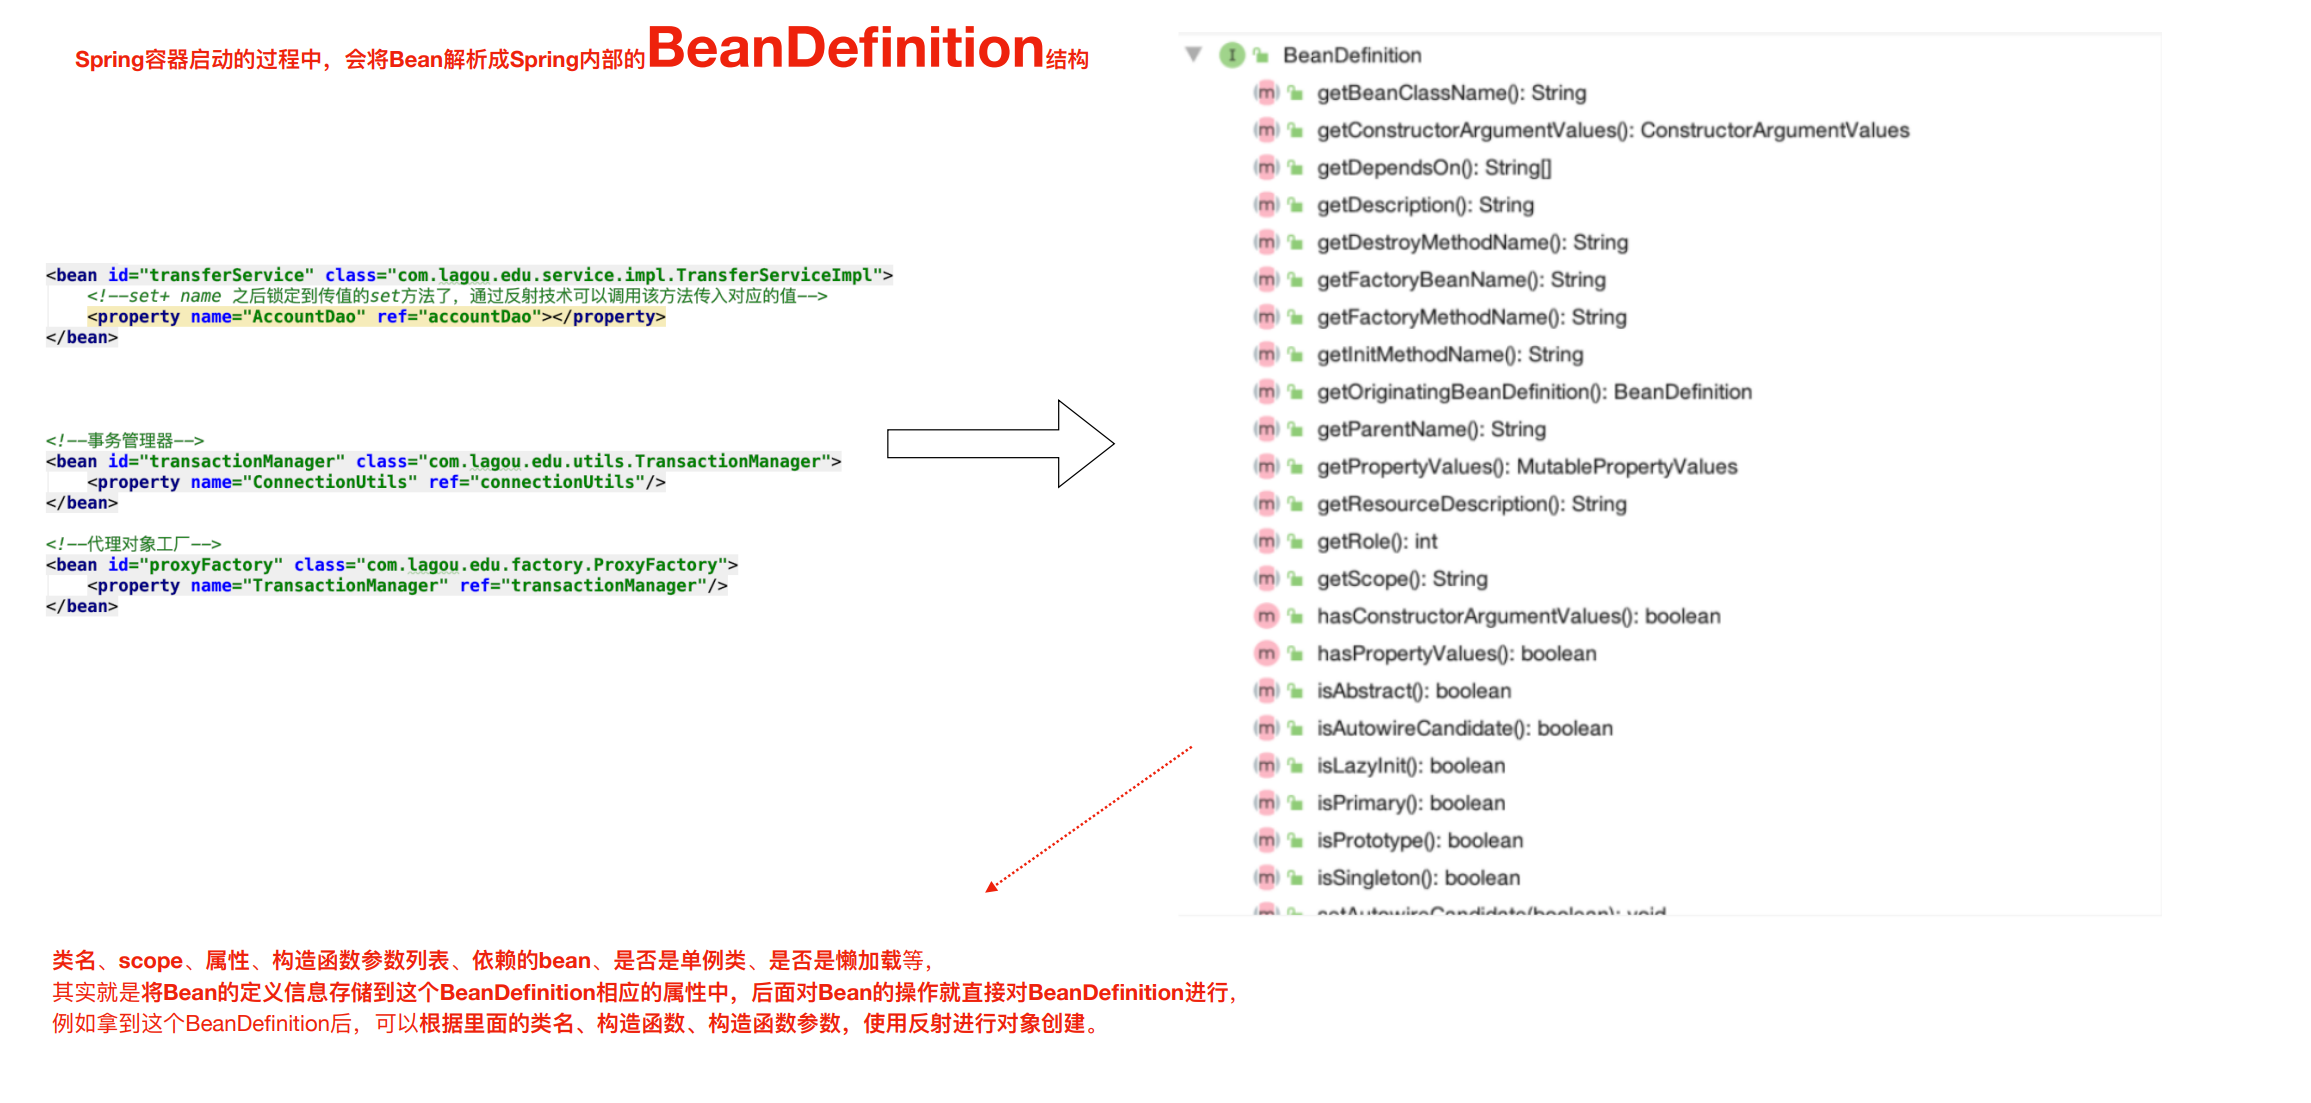 Spring容器启动的过程中，会将Bean解析成Spring内部的BeanDefinition结构
<bean id="transferService" class="com.lagou.edu.service.impl.TransferServiceImpl">
<!--set+ name 之后锁定到传值的set方法了，通过反射技术可以调用该方法传入对应的值-->
<property name="AccountDao" ref="accountDao"></property>
</bean>
<!--事务管理器-->
<bean id="transactionManager" class="com.lagou.edu.utils.TransactionManager">
<property name="ConnectionUtils" ref="connectionUtils"/>
</bean>
<!--代理对象工厂-->
<bean id="proxyFactory" class="com.lagou.edu.factory.ProxyFactory">
<property name="TransactionManager" ref="transactionManager"/>
</bean>
I BeanDefinition
m getBeanClassName(): String
m getConstructorArgumentValues(): ConstructorArgumentValues
m getDependsOn(): String[]
m getDescription(): String
m getDestroyMethodName(): String
m getFactoryBeanName(): String
m getFactoryMethodName(): String
m getInitMethodName(): String
m getOriginatingBeanDefinition(): BeanDefinition
m getParentName(): String
m getPropertyValues(): MutablePropertyValues
m getResourceDescription(): String
m getRole(): int
m getScope(): String
m hasConstructorArgumentValues(): boolean
m hasPropertyValues(): boolean
m isAbstract(): boolean
m isAutowireCandidate(): boolean
m isLazyInit(): boolean
m isPrimary(): boolean
m isPrototype(): boolean
m isSingleton(): boolean
m setAutowireCandidate(boolean): void
类名、scope、属性、构造函数参数列表、依赖的bean、是否是单例类、是否是懒加载等，
其实就是将Bean的定义信息存储到这个BeanDefinition相应的属性中，后面对Bean的操作就直接对BeanDefinition进行，
例如拿到这个BeanDefinition后，可以根据里面的类名、构造函数、构造函数参数，使用反射进行对象创建。